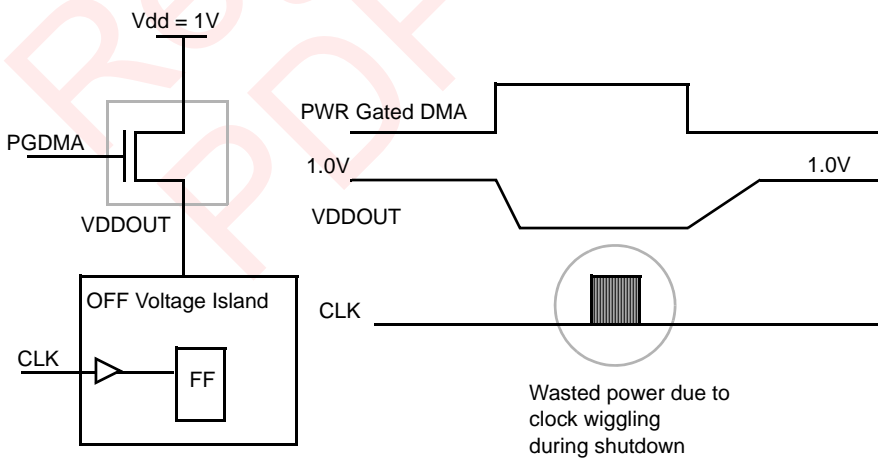 Vdd = 1V
PGDMA
VDDOUT
OFF Voltage Island
CLK
FF
PWR Gated DMA
1.0V
1.0V
VDDOUT
CLK
Wasted power due to
clock wiggling
during shutdown